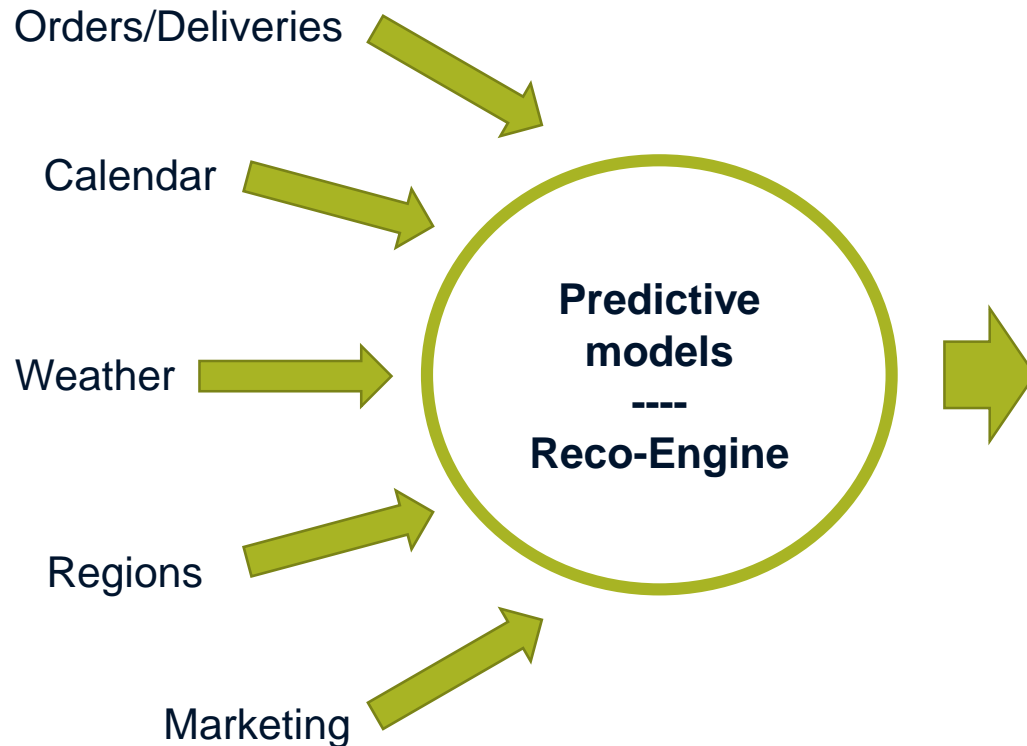 Orders/Deliveries
Calendar
Weather
Regions
Marketing
Predictive
models
----
Reco-Engine